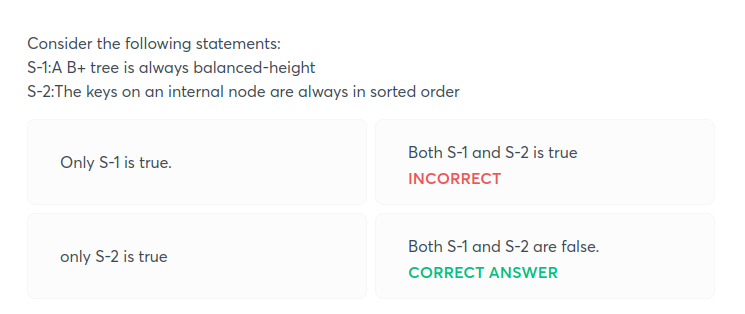 Consider the following statements:
S-1:A B+ tree is always balanced-height
S-2:The keys on an internal node are always in sorted order
Only S-1 is true.
Both S-1 and S-2 is true
INCORRECT
only S-2 is true
Both S-1 and S-2 are false.
CORRECT ANSWER